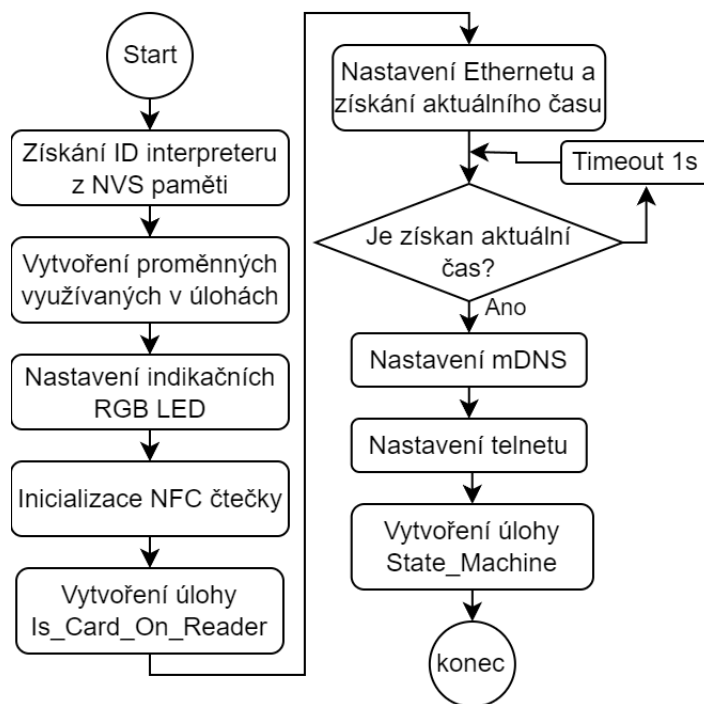 Start
Získání ID interpreteru
z NVS paměti
Vytvoření proměnných
využívaných v úlohách
Nastavení indikačních
RGB LED
Inicializace NFC čtečky
Vytvoření úlohy
Is_Card_On_Reader
Nastavení Ethernetu a
získání aktuálního času
Timeout 1s
Je získan aktuální
čas?
Ano
Nastavení mDNS
Nastavení telnetu
Vytvoření úlohy
State_Machine
konec